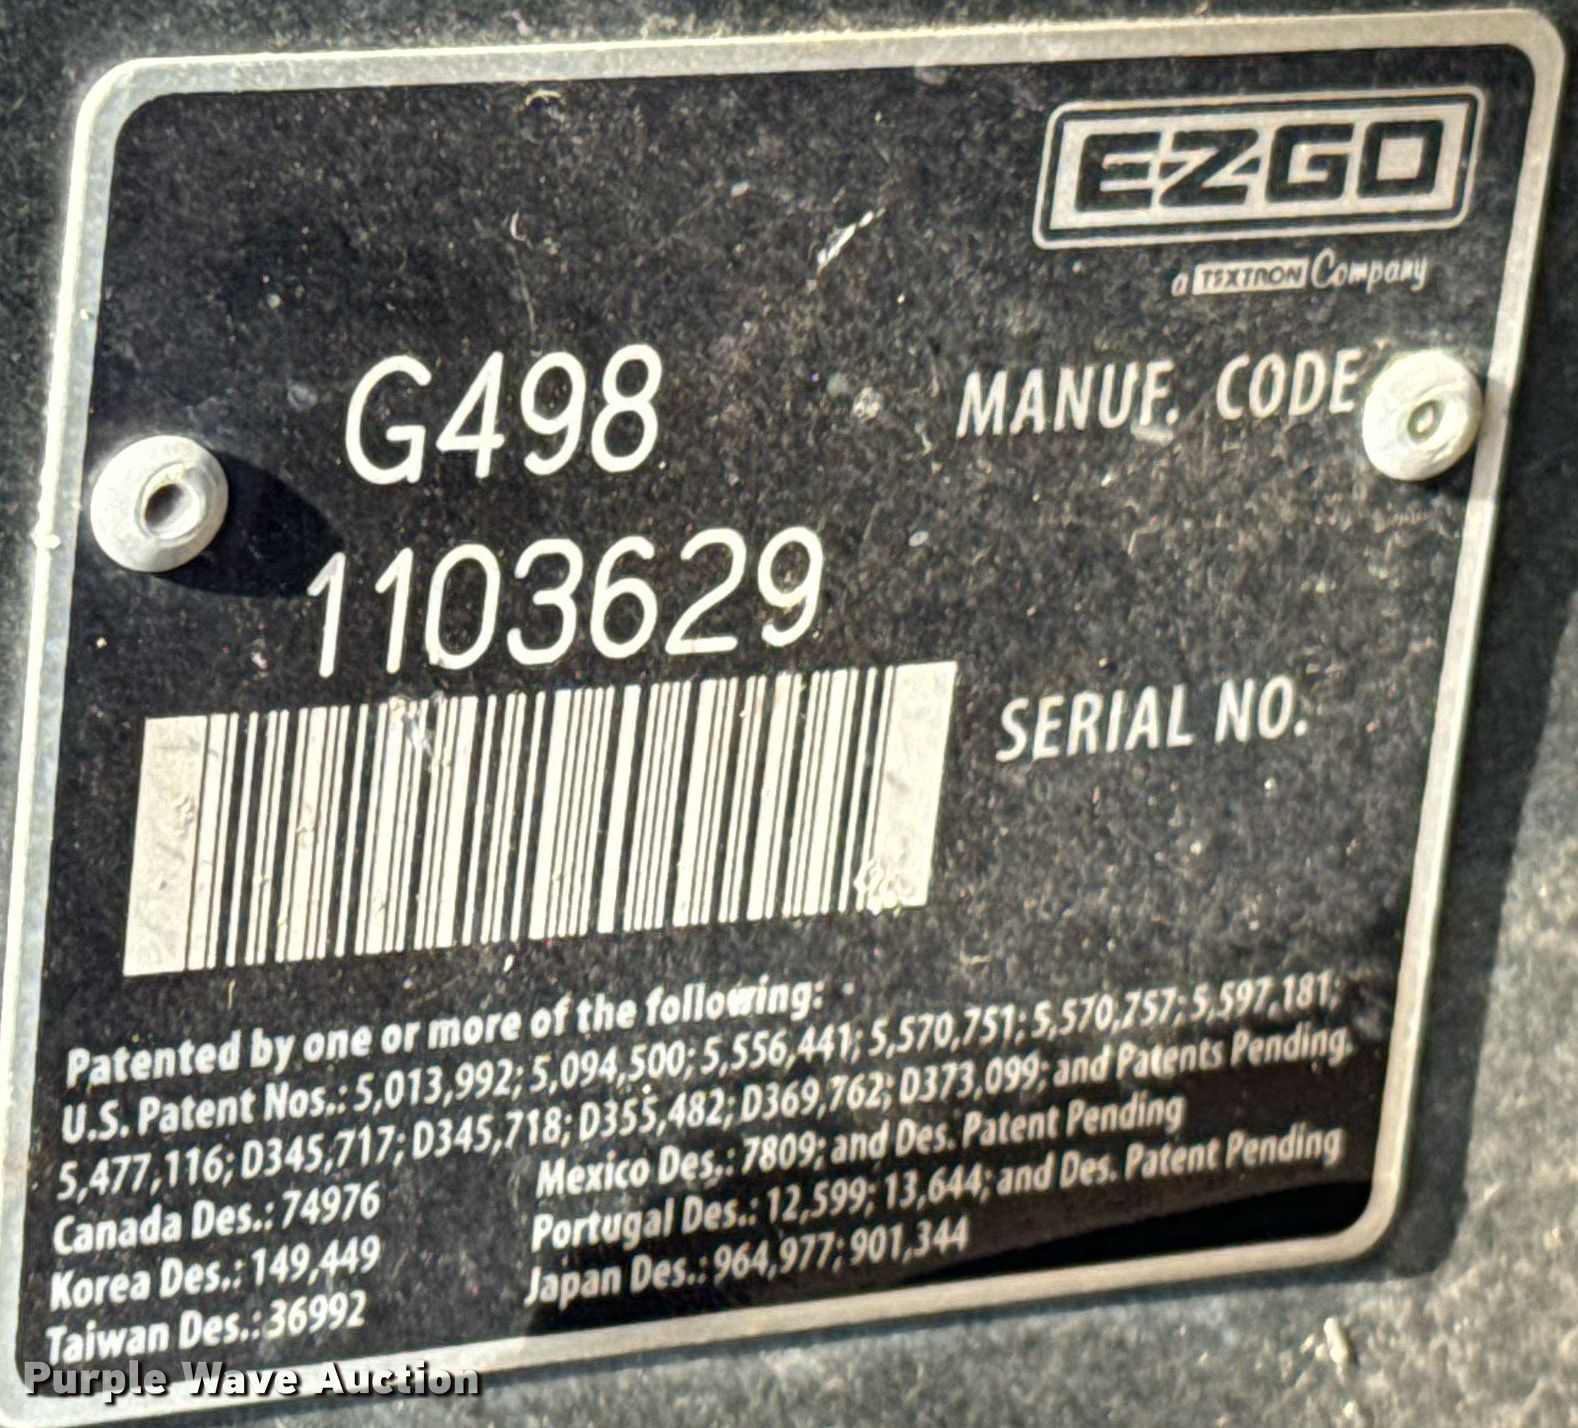 EZGO
a TEXTRON Company
G498 MANUF. CODE
1103629
SERIAL NO.
Patented by one or more of the following:
U.S. Patent Nos.: 5,013,992; 5,094,500; 5,556,441; 5,570,751; 5,570,757; 5,597,181;
5,477,116; D345,717; D345,718; D355,482; D369,762; D373,099; and Patents Pending.
Canada Des.: 74976
Korea Des.: 149,449
Taiwan Des.: 36992
Mexico Des.: 7809; and Des. Patent Pending
Portugal Des.: 12,599; 13,644; and Des. Patent Pending
Japan Des.: 964,977; 901,344
Purple Wave Auction